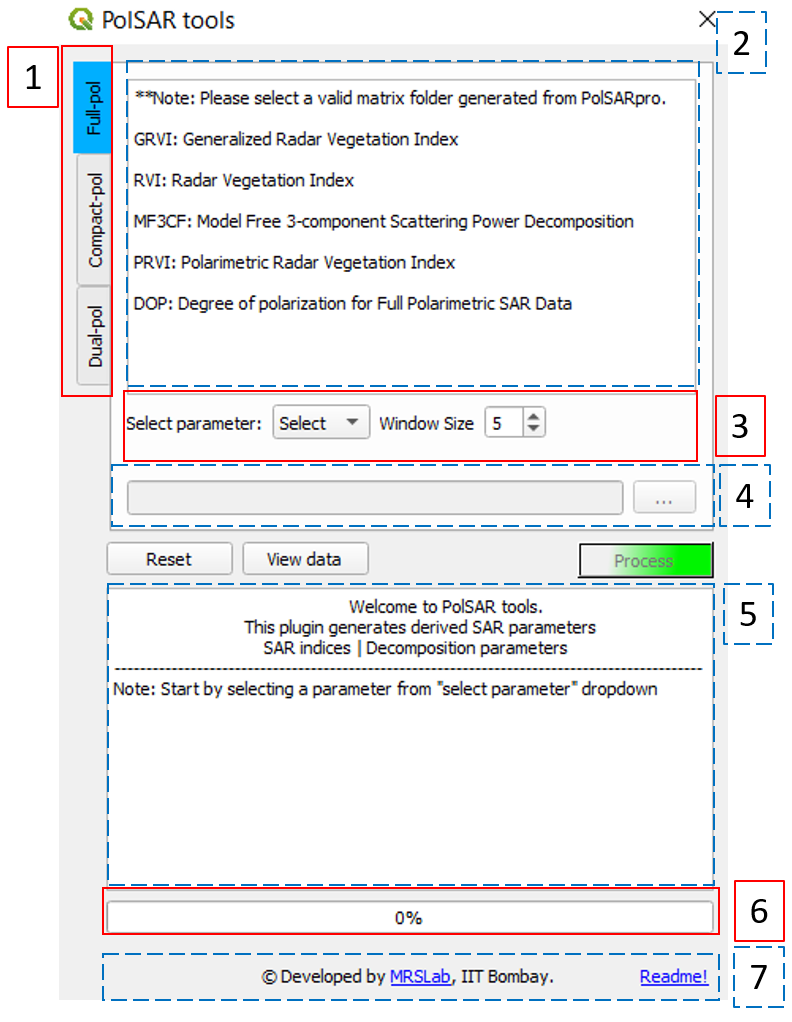 PolSAR tools
2
1
Full-pol
Compact-pol
Dual-pol
**Note: Please select a valid matrix folder generated from PolSARpro.
GRVI: Generalized Radar Vegetation Index
RVI: Radar Vegetation Index
MF3CF: Model Free 3-component Scattering Power Decomposition
PRVI: Polarimetric Radar Vegetation Index
DOP: Degree of polarization for Full Polarimetric SAR Data
Select parameter: Select Window Size 5
3
...
4
Reset View data Process
5
Welcome to PolSAR tools.
This plugin generates derived SAR parameters
SAR indices | Decomposition parameters
--------------------------------------------------------------------------------------------
Note: Start by selecting a parameter from "select parameter" dropdown
0%
6
© Developed by MRSLab, IIT Bombay. Readme!
7